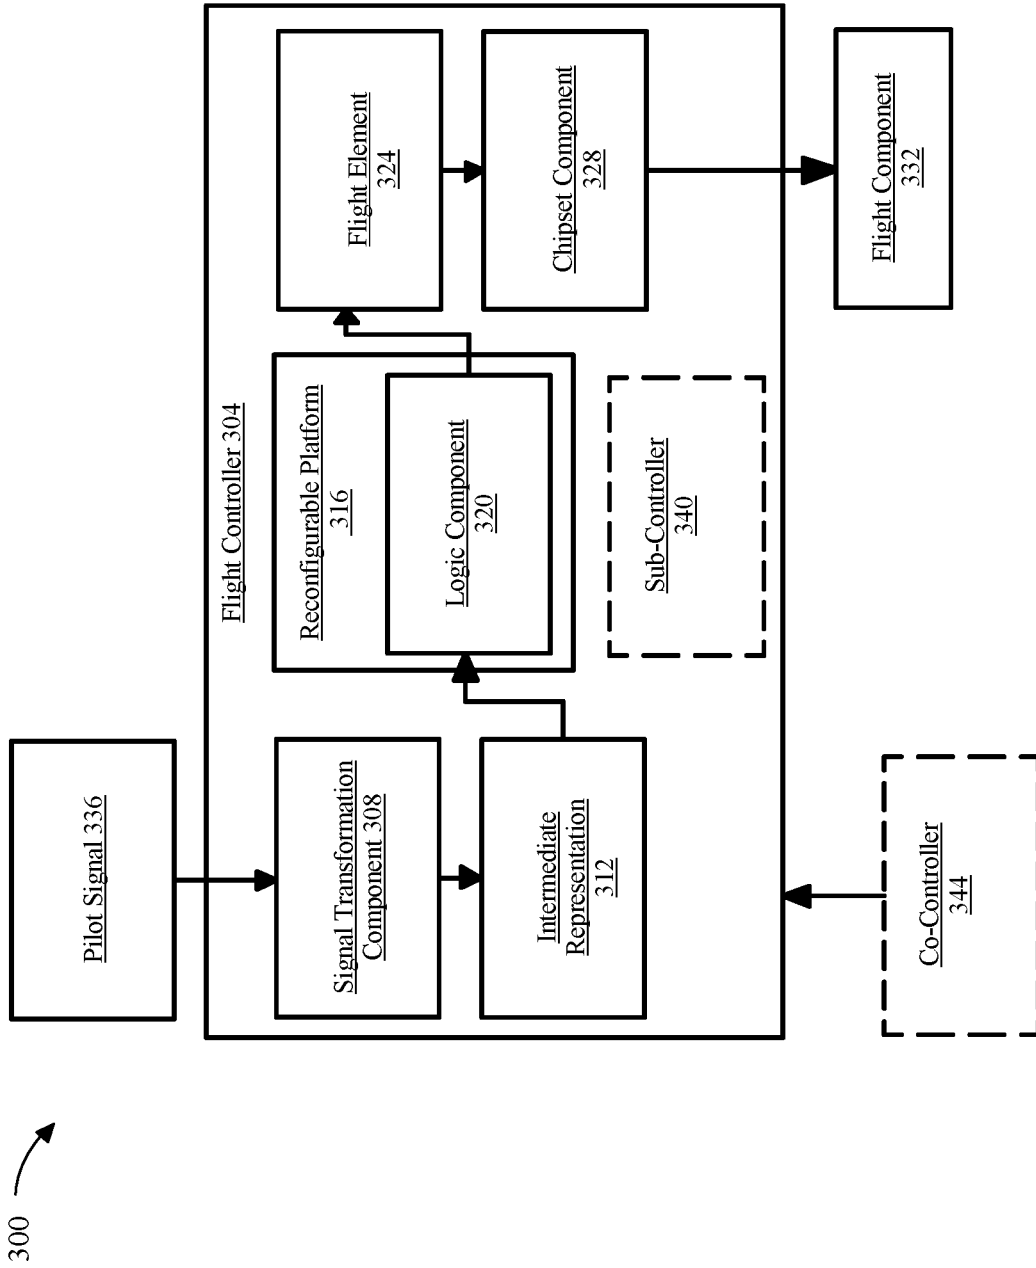 300
Pilot Signal 336
Flight Controller 304
Signal Transformation
Component 308
Intermediate
Representation
312
Reconfigurable Platform
316
Logic Component
320
Flight Element
324
Chipset Component
328
Sub-Controller
340
Co-Controller
344
Flight Component
332